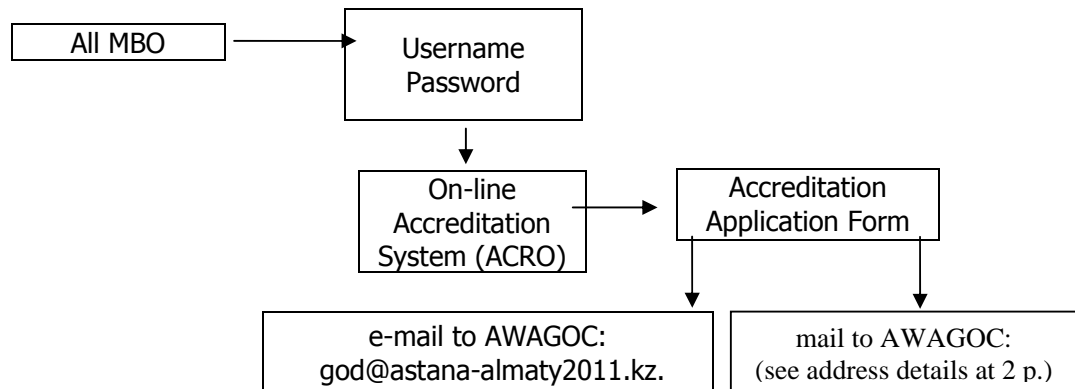 All MBO
Username
Password
On-line
Accreditation
System (ACRO)
Accreditation
Application Form
e-mail to AWAGOC:
god@astana-almaty2011.kz.
mail to AWAGOC:
(see address details at 2 p.)